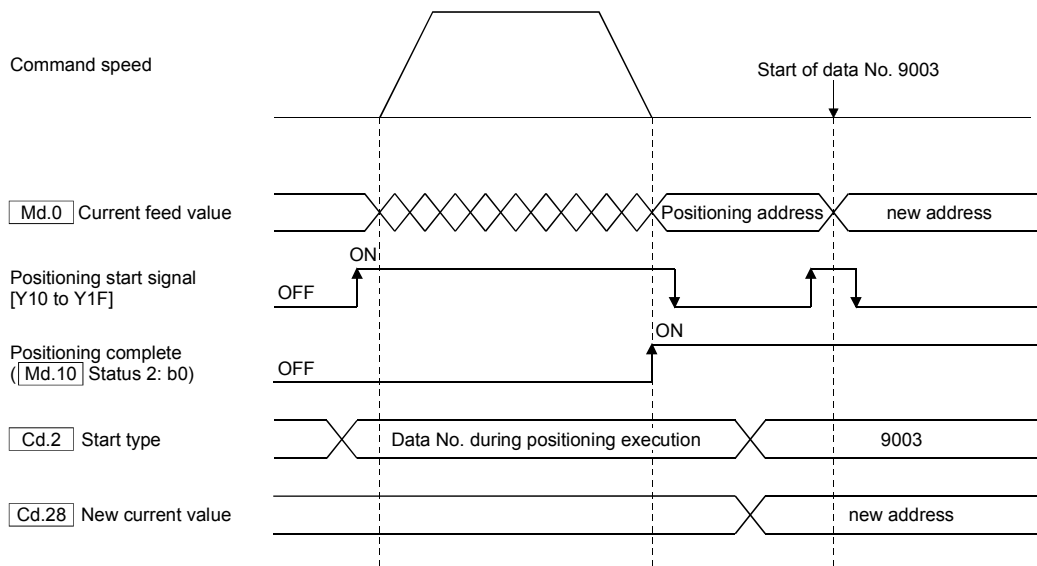 Command speed
Start of data No. 9003
Md.0 Current feed value
Positioning address
new address
ON
Positioning start signal
[Y10 to Y1F]
OFF
ON
Positioning complete
( Md.10 Status 2: b0)
OFF
Cd.2 Start type
Data No. during positioning execution
9003
Cd.28 New current value
new address